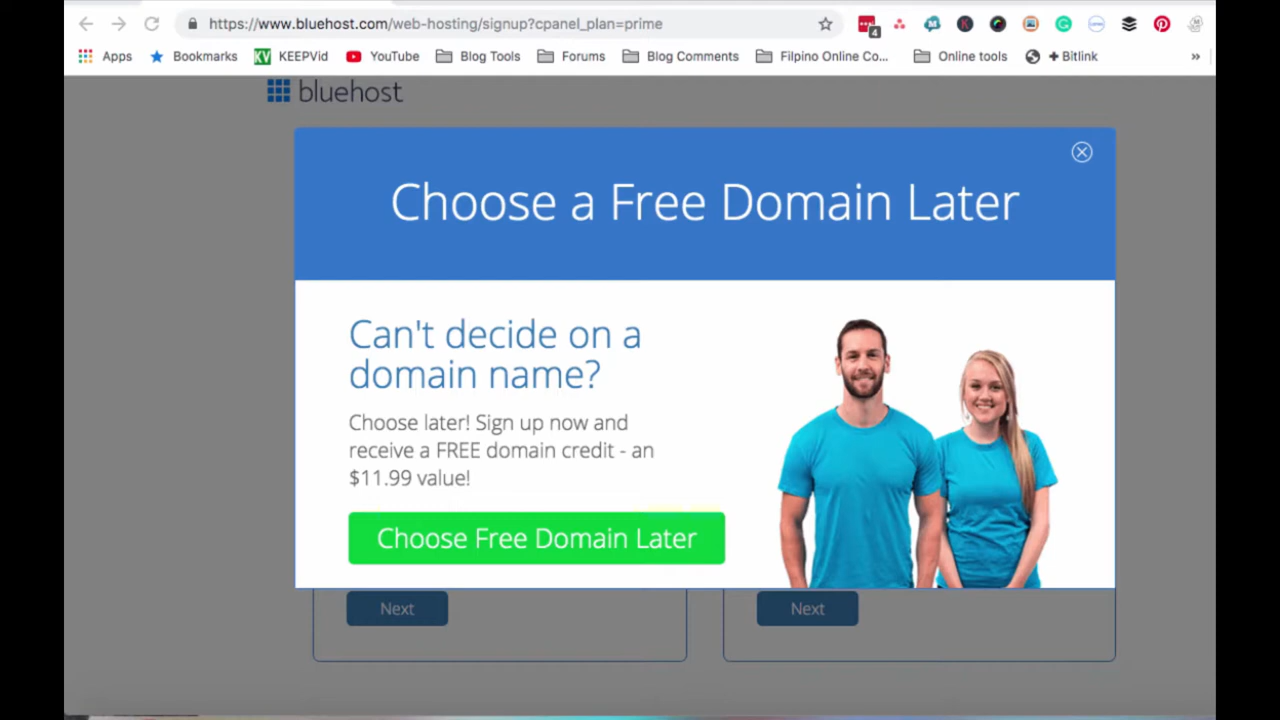 https://www.bluehost.com/web-hosting/signup?cpanel_plan=prime
4
Apps
Bookmarks
KV KEEPVid
YouTube
Blog Tools
Forums
Blog Comments
Filpino Online Co...
Online tools
+ Bitlink
»
bluehost
Choose a Free Domain Later
Can't decide on a
domain name?
Choose later! Sign up now and
receive a FREE domain credit - an
$11.99 value!
Choose Free Domain Later
Next
Next